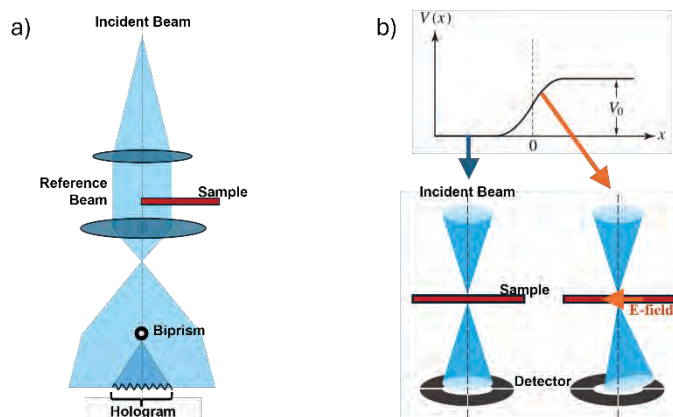 a)
Incident Beam
Reference
Beam
Sample
Biprism
Hologram
b)
V(x)
V₀
x
0
Incident Beam
Sample
E-field
Detector